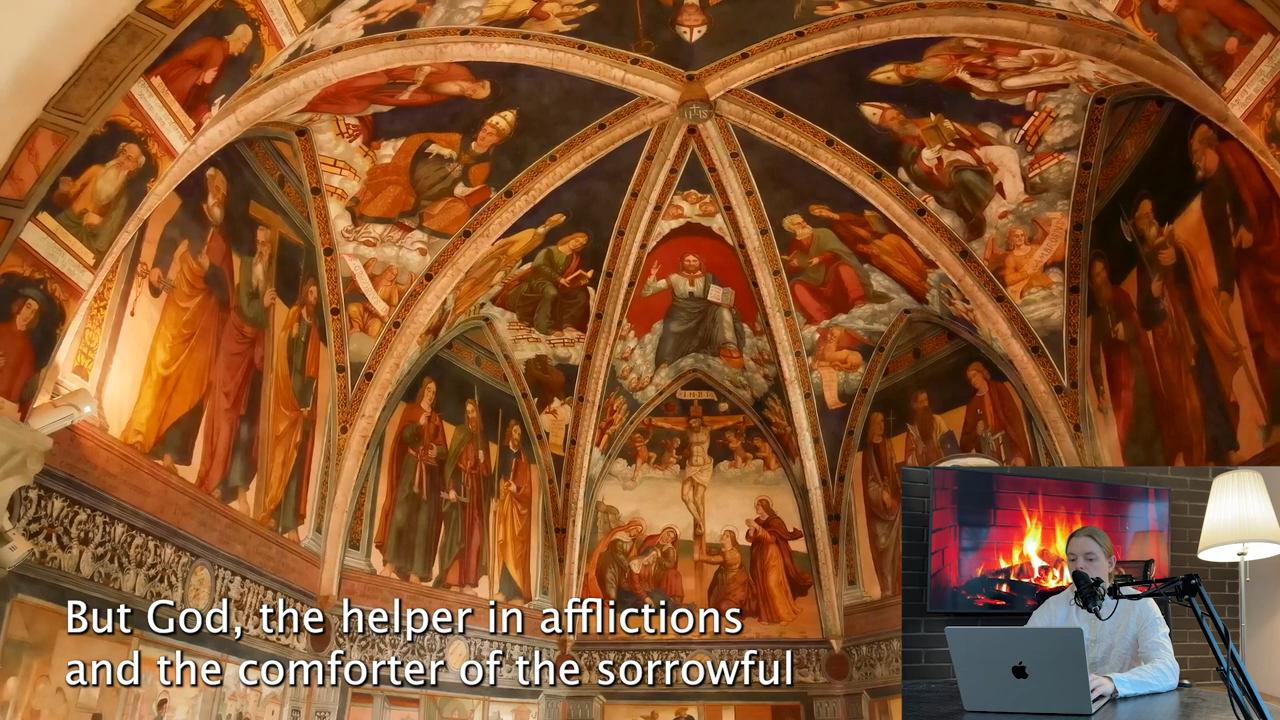 But God, the helper in afflictions
and the comforter of the sorrowful